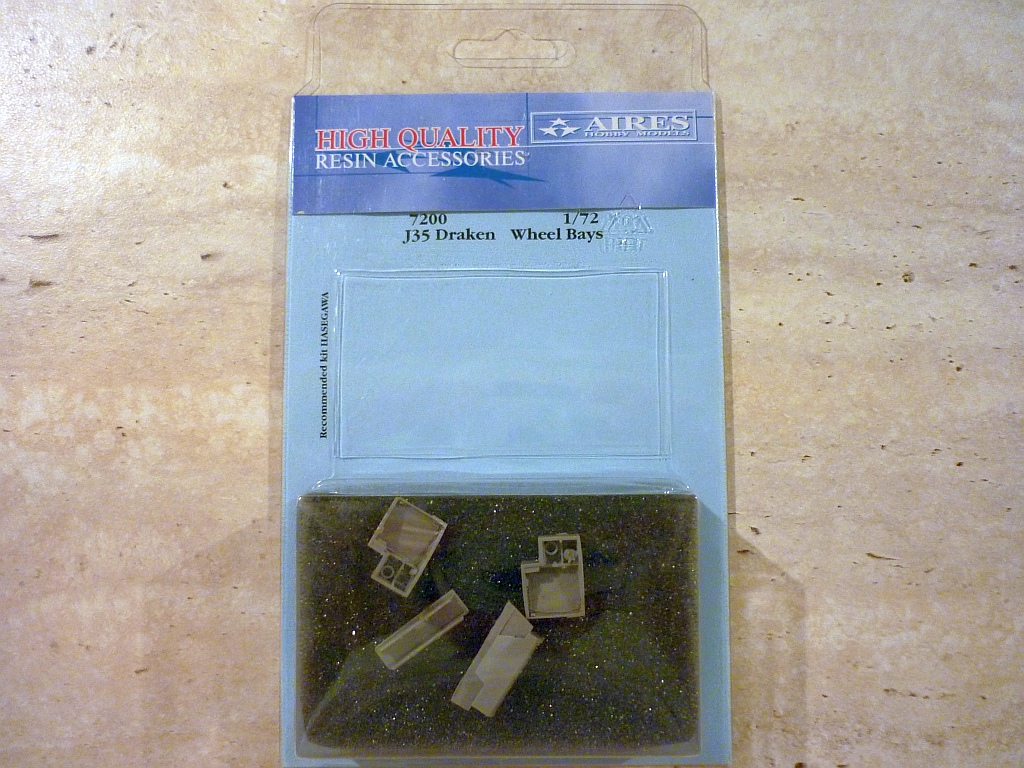 HIGH QUALITY
RESIN ACCESSORIES
AIRES
HOBBY MODELS
7200 1/72
J35 Draken Wheel Bays
Recommended kit HASEGAWA